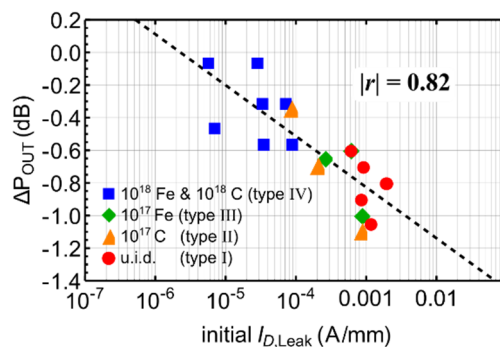 0.2
0.0
-0.2
-0.4
-0.6
-0.8
-1.0
-1.2
-1.4
ΔP_OUT (dB)
|r| = 0.82
10¹⁸ Fe & 10¹⁸ C (type IV)
10¹⁷ Fe (type III)
10¹⁷ C (type II)
u.i.d. (type I)
10⁻⁷ 10⁻⁶ 10⁻⁵ 10⁻⁴ 0.001 0.01
initial I_D,Leak (A/mm)